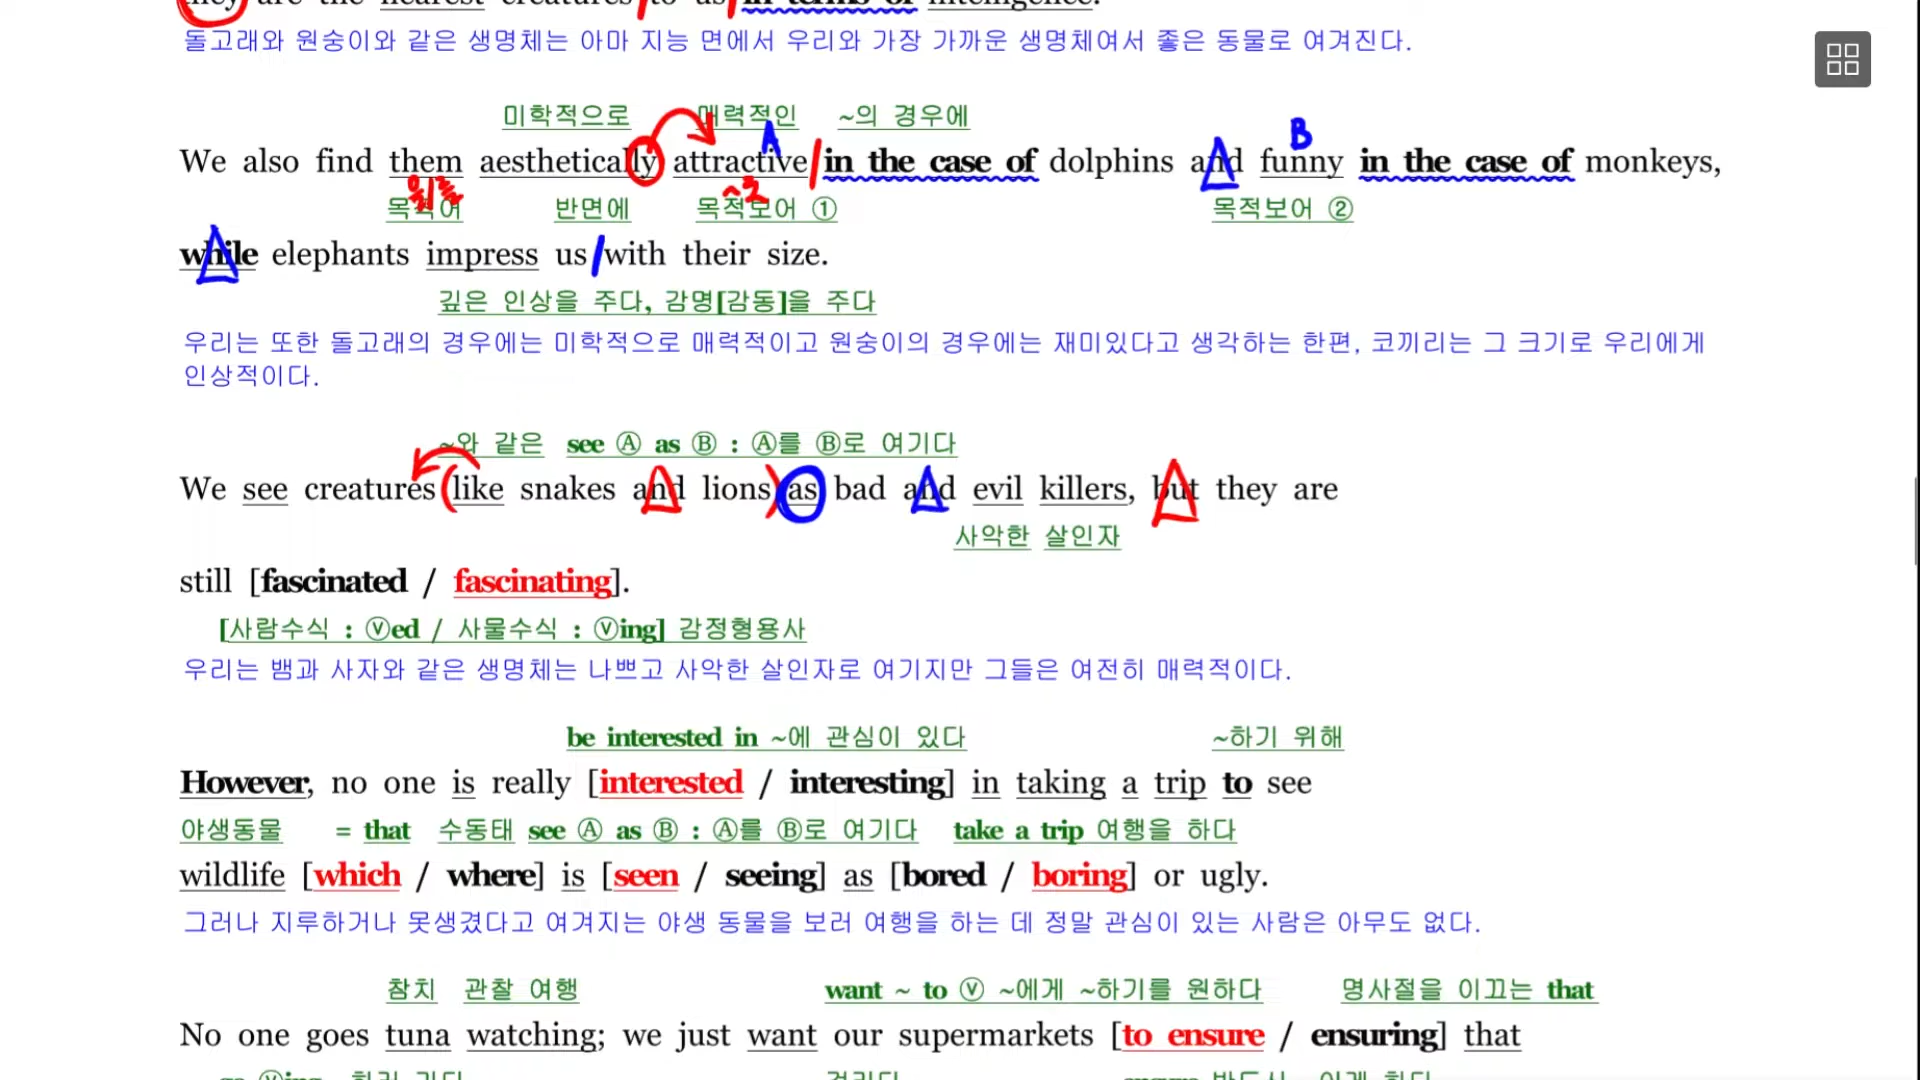 they are the nearest creatures to us in terms of intelligence.
돌고래와 원숭이와 같은 생명체는 아마 지능 면에서 우리와 가장 가까운 생명체여서 좋은 동물로 여겨진다.
미학적으로 매력적인 ~의 경우에
A B
We also find them aesthetically attractive in the case of dolphins and funny in the case of monkeys,
목적어 반면에 목적보어 ① 목적보어 ②
while elephants impress us with their size.
깊은 인상을 주다, 감명[감동]을 주다
우리는 또한 돌고래의 경우에는 미학적으로 매력적이고 원숭이의 경우에는 재미있다고 생각하는 한편, 코끼리는 그 크기로 우리에게
인상적이다.
~와 같은 see Ⓐ as Ⓑ : Ⓐ를 Ⓑ로 여기다
We see creatures (like snakes and lions) as bad and evil killers, but they are
사악한 살인자
still [fascinated / fascinating].
[사람수식 : ⓥed / 사물수식 : ⓥing] 감정형용사
우리는 뱀과 사자와 같은 생명체는 나쁘고 사악한 살인자로 여기지만 그들은 여전히 매력적이다.
be interested in ~에 관심이 있다 ~하기 위해
However, no one is really [interested / interesting] in taking a trip to see
야생동물 = that 수동태 see Ⓐ as Ⓑ : Ⓐ를 Ⓑ로 여기다 take a trip 여행을 하다
wildlife [which / where] is [seen / seeing] as [bored / boring] or ugly.
그러나 지루하거나 못생겼다고 여겨지는 야생 동물을 보러 여행을 하는 데 정말 관심이 있는 사람은 아무도 없다.
참치 관찰 여행 want ~ to ⓥ ~에게 ~하기를 원하다 명사절을 이끄는 that
No one goes tuna watching; we just want our supermarkets [to ensure / ensuring] that